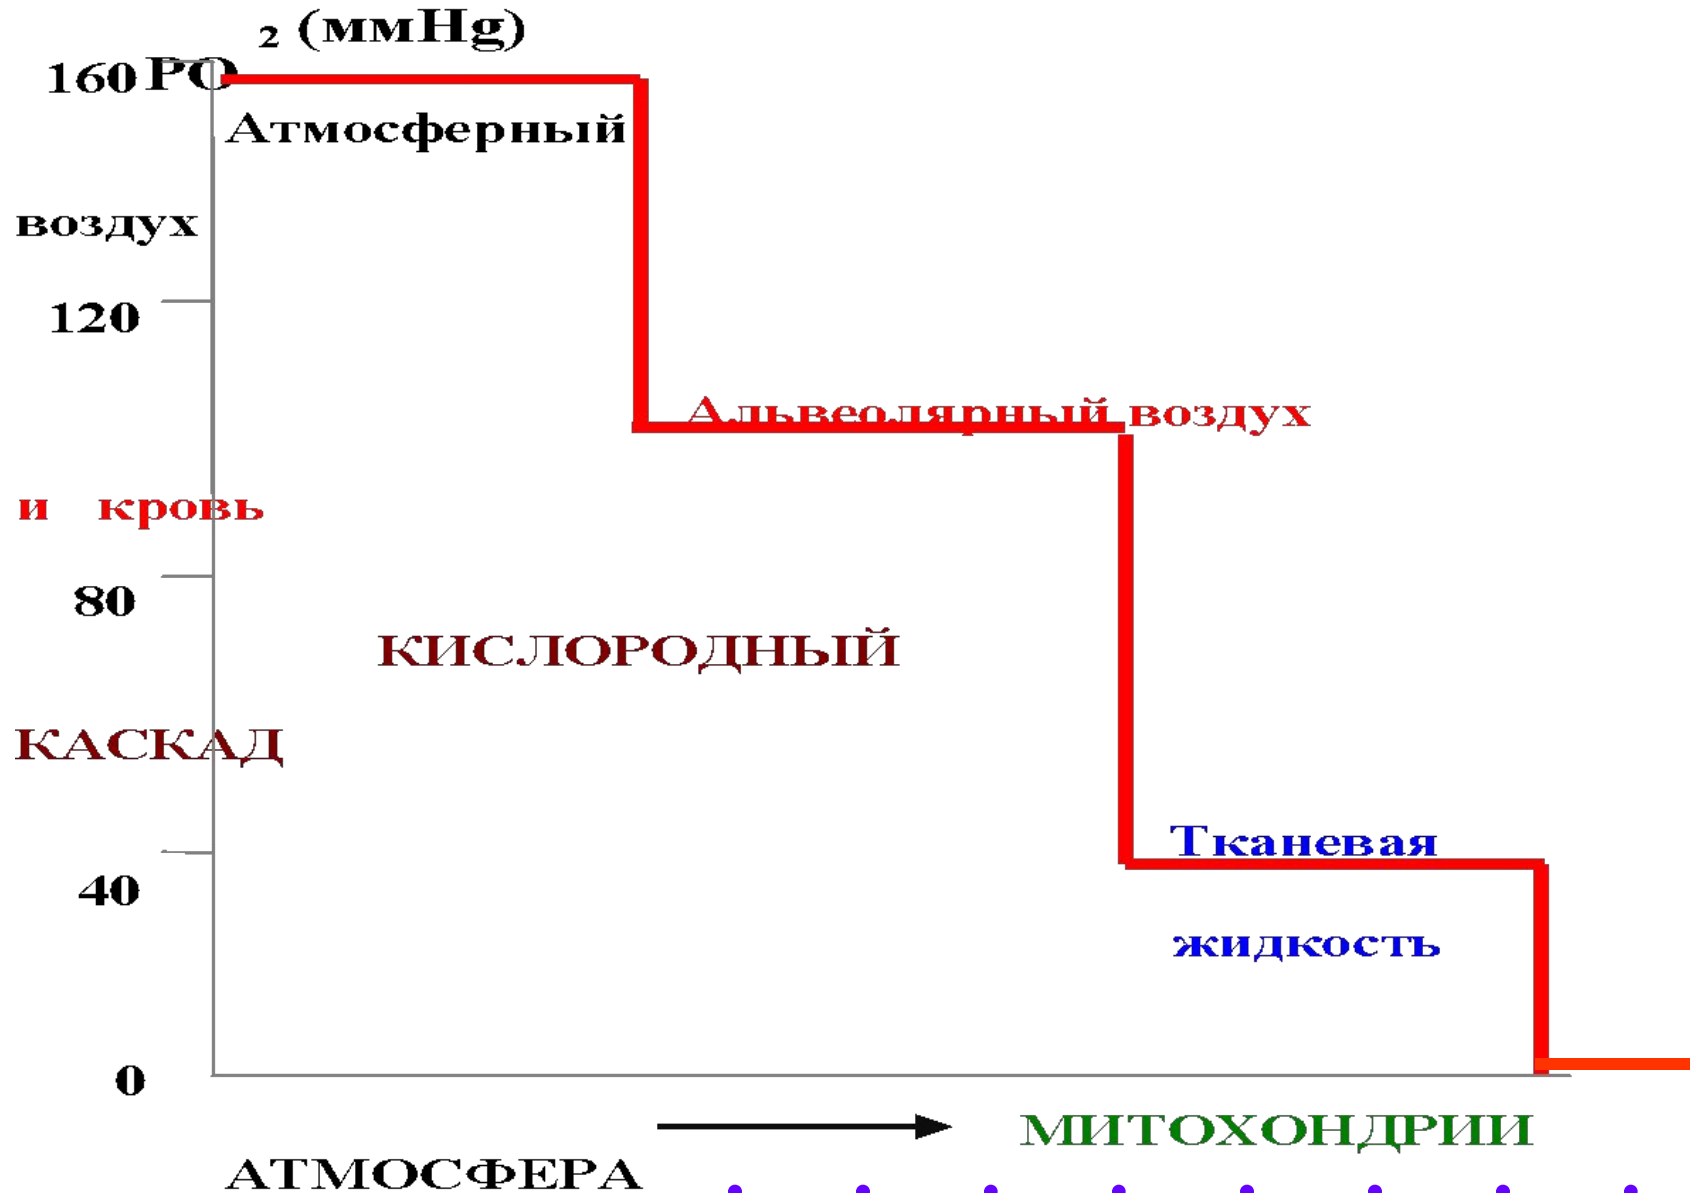 ₂ (ммHg)
160 PO
Атмосферный
воздух
120
Альвеолярный воздух
и кровь
80
КИСЛОРОДНЫЙ
КАСКАД
Тканевая
40
жидкость
0
МИТОХОНДРИИ
АТМОСФЕРА